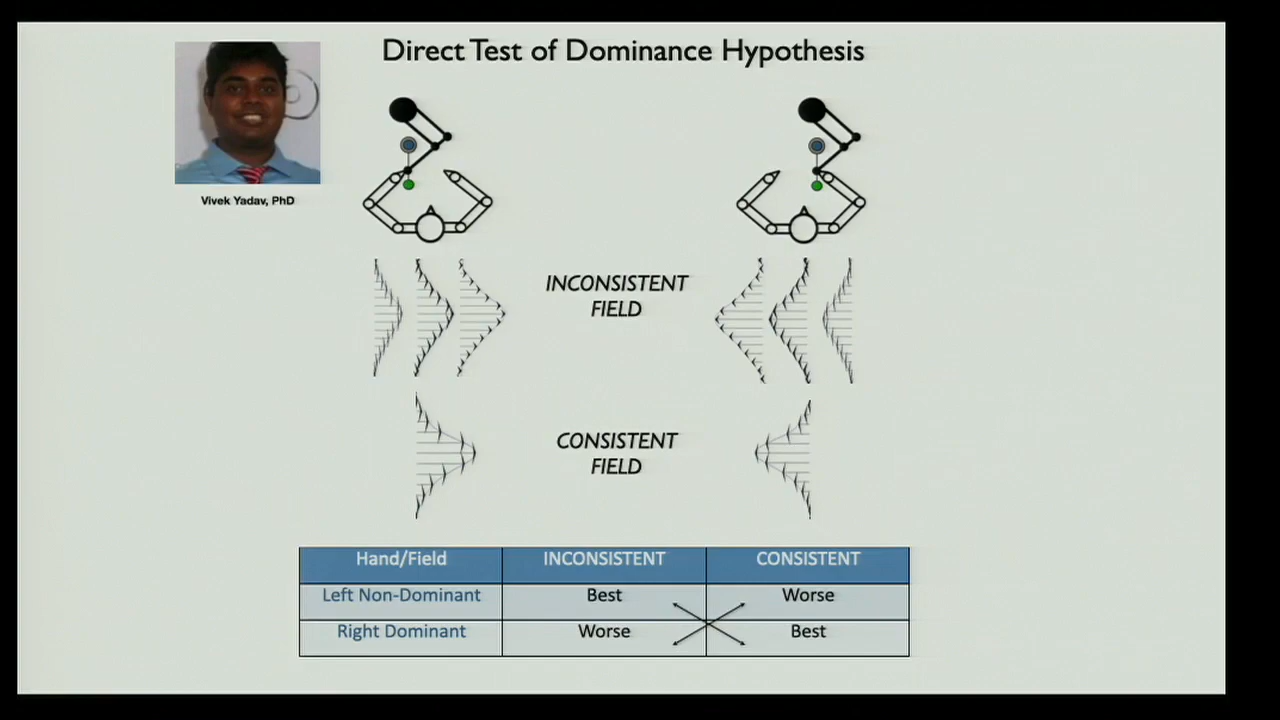 Direct Test of Dominance Hypothesis
Vivek Yadav, PhD
INCONSISTENT
FIELD
CONSISTENT
FIELD
Hand/Field INCONSISTENT CONSISTENT
Left Non-Dominant Best Worse
Right Dominant Worse Best